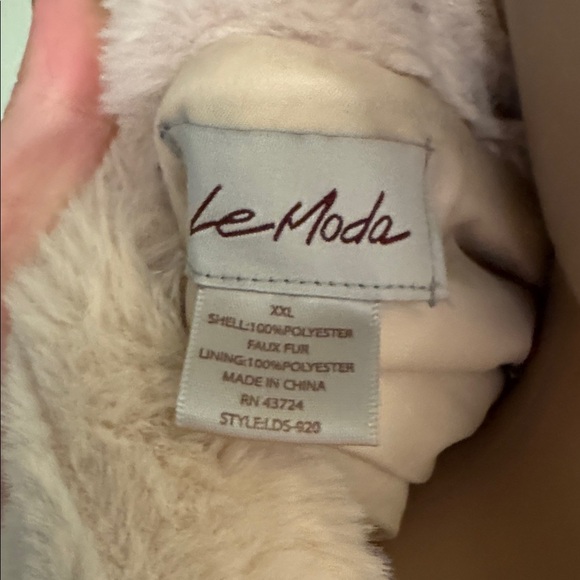 Le Moda
XXL
SHELL:100%POLYESTER
FAUX FUR
LINING:100%POLYESTER
MADE IN CHINA
RN 43724
STYLE:LDS-920